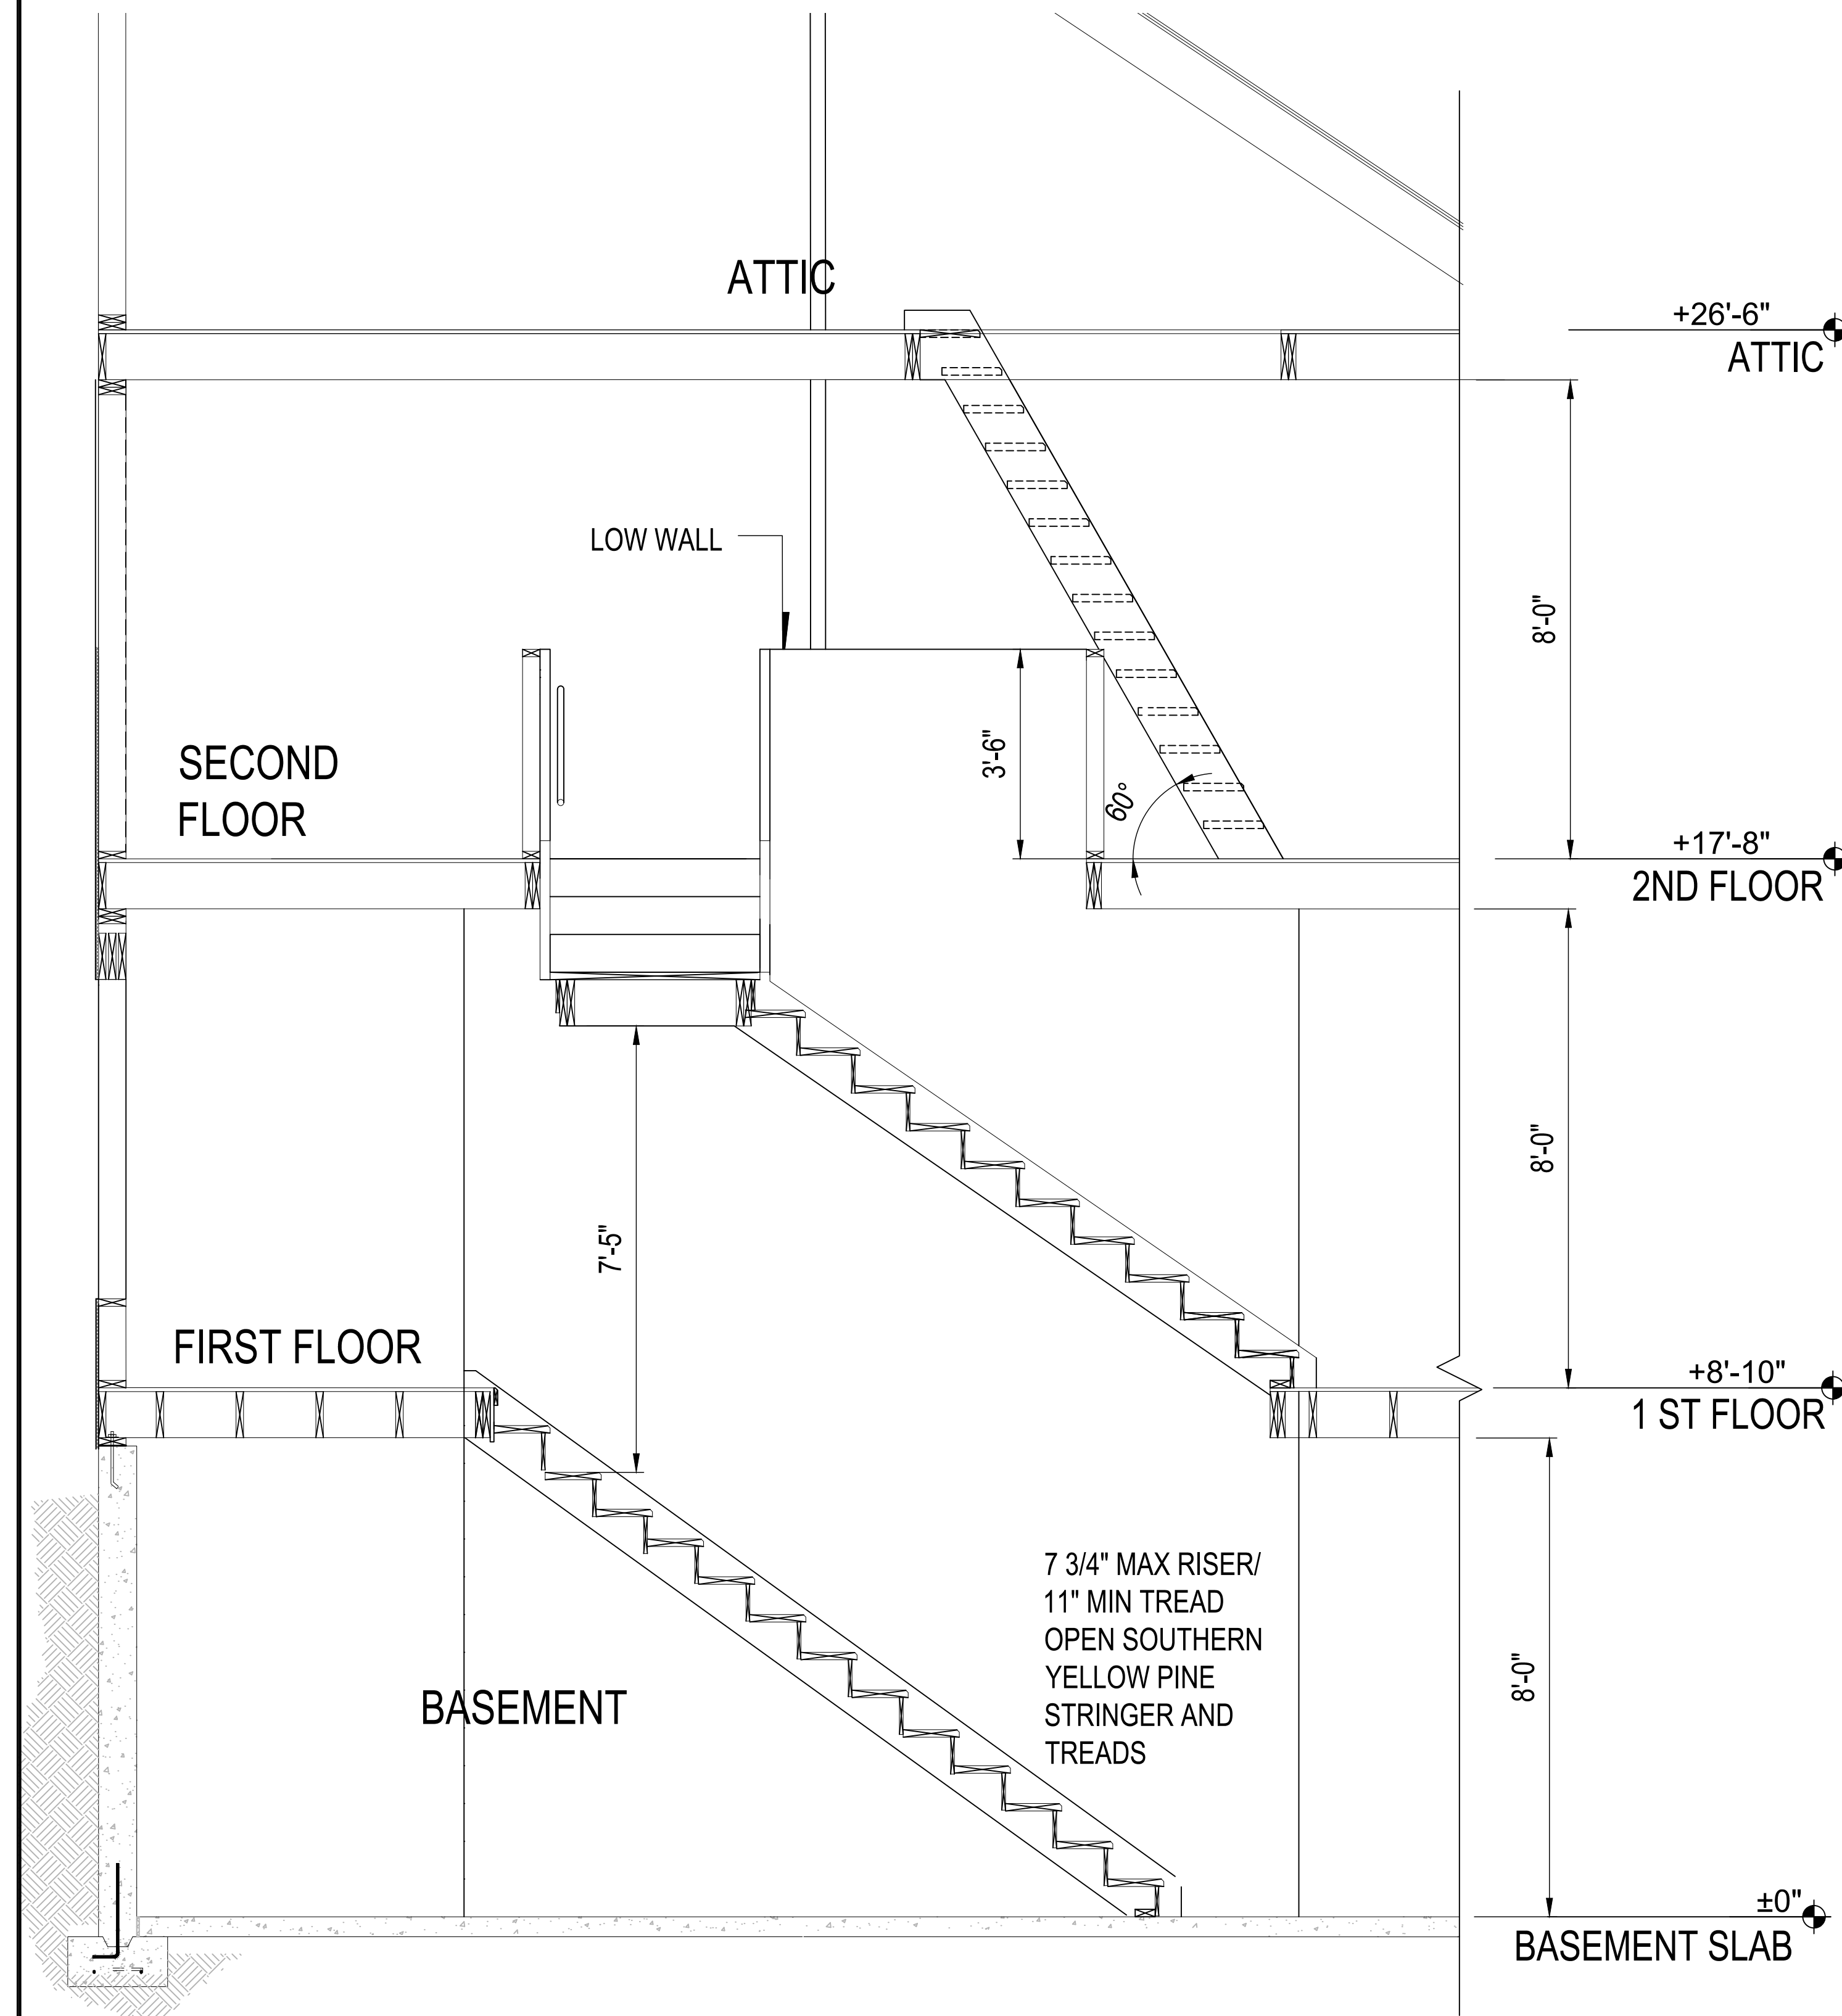 ATTIC
+26'-6"
ATTIC
LOW WALL
8'-0"
3'-6"
60°
SECOND
FLOOR
+17'-8"
2ND FLOOR
8'-0"
7'-5"
FIRST FLOOR
+8'-10"
1 ST FLOOR
7 3/4" MAX RISER/
11" MIN TREAD
OPEN SOUTHERN
YELLOW PINE
STRINGER AND
TREADS
8'-0"
BASEMENT
±0"
BASEMENT SLAB